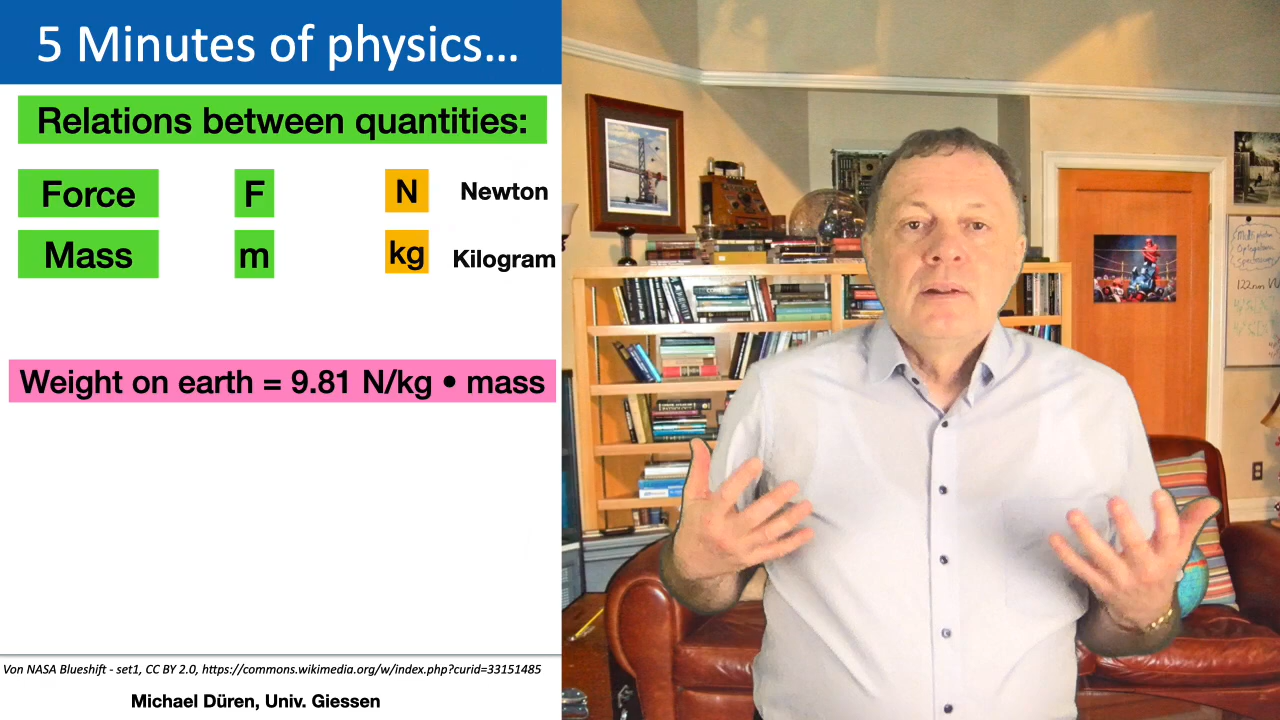 5 Minutes of physics…
Relations between quantities:
Force F N Newton
Mass m kg Kilogram
Weight on earth = 9.81 N/kg • mass
Von NASA Blueshift - set1, CC BY 2.0, https://commons.wikimedia.org/w/index.php?curid=33151485
Michael Düren, Univ. Giessen
122nm